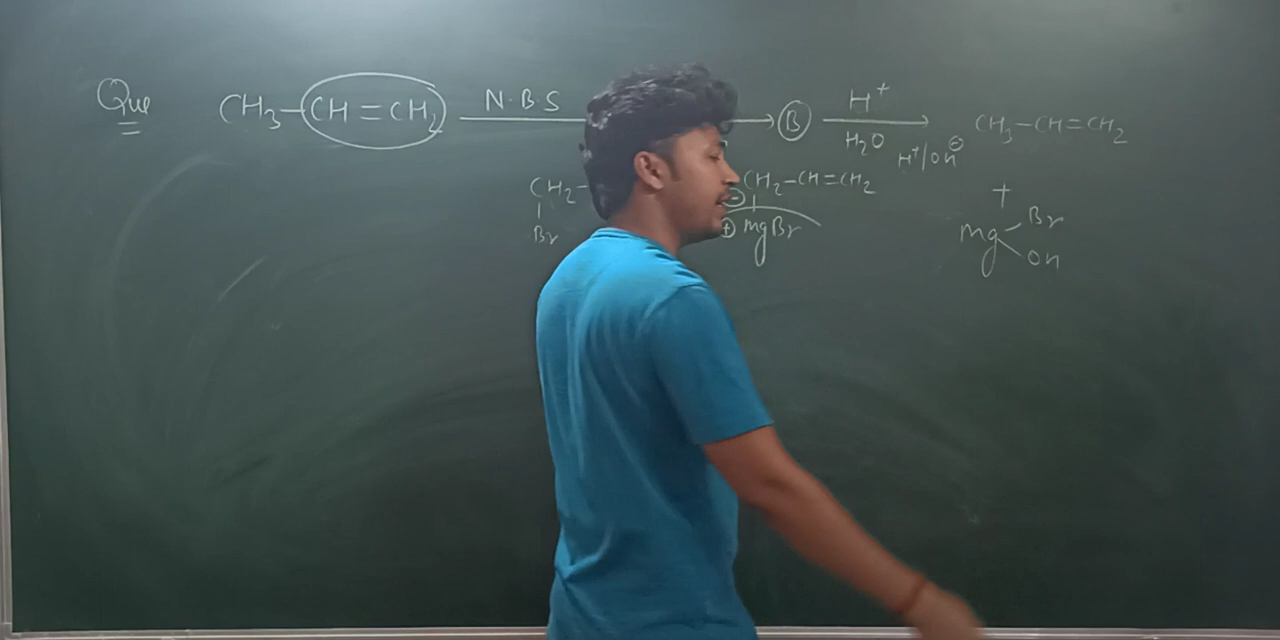 Que CH3-CH=CH2 N.B.S B H+
H2O H+/OH⊖ CH3-CH=CH2
CH2- CH2-CH=CH2 +
Br ⊖ ⊕ MgBr Mg Br
OH